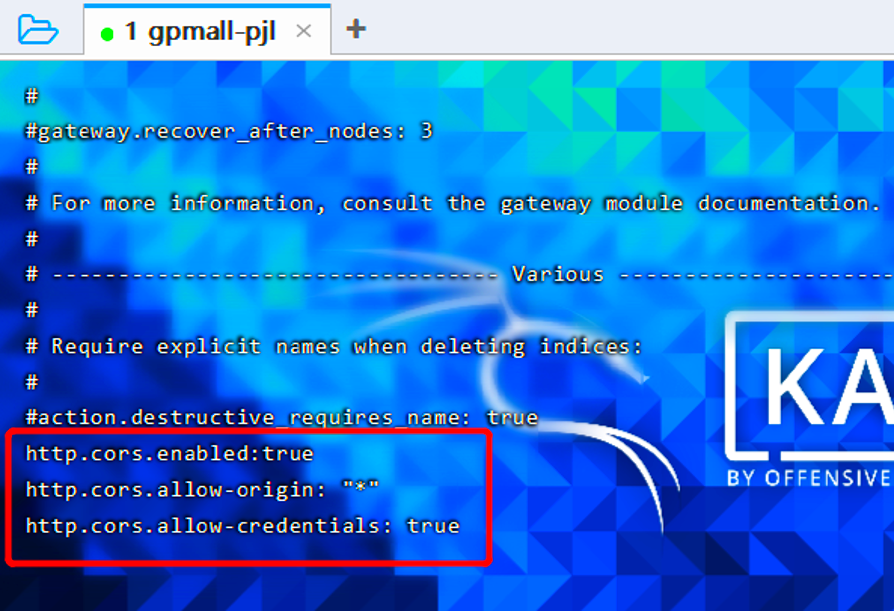 1 gpmall-pjl
#
#gateway.recover_after_nodes: 3
#
# For more information, consult the gateway module documentation.
#
# ---------------------------------- Various ---------------------
#
# Require explicit names when deleting indices:
#
#action.destructive_requires_name: true
http.cors.enabled:true
http.cors.allow-origin: "*"
http.cors.allow-credentials: true
KA
BY OFFENSIVE